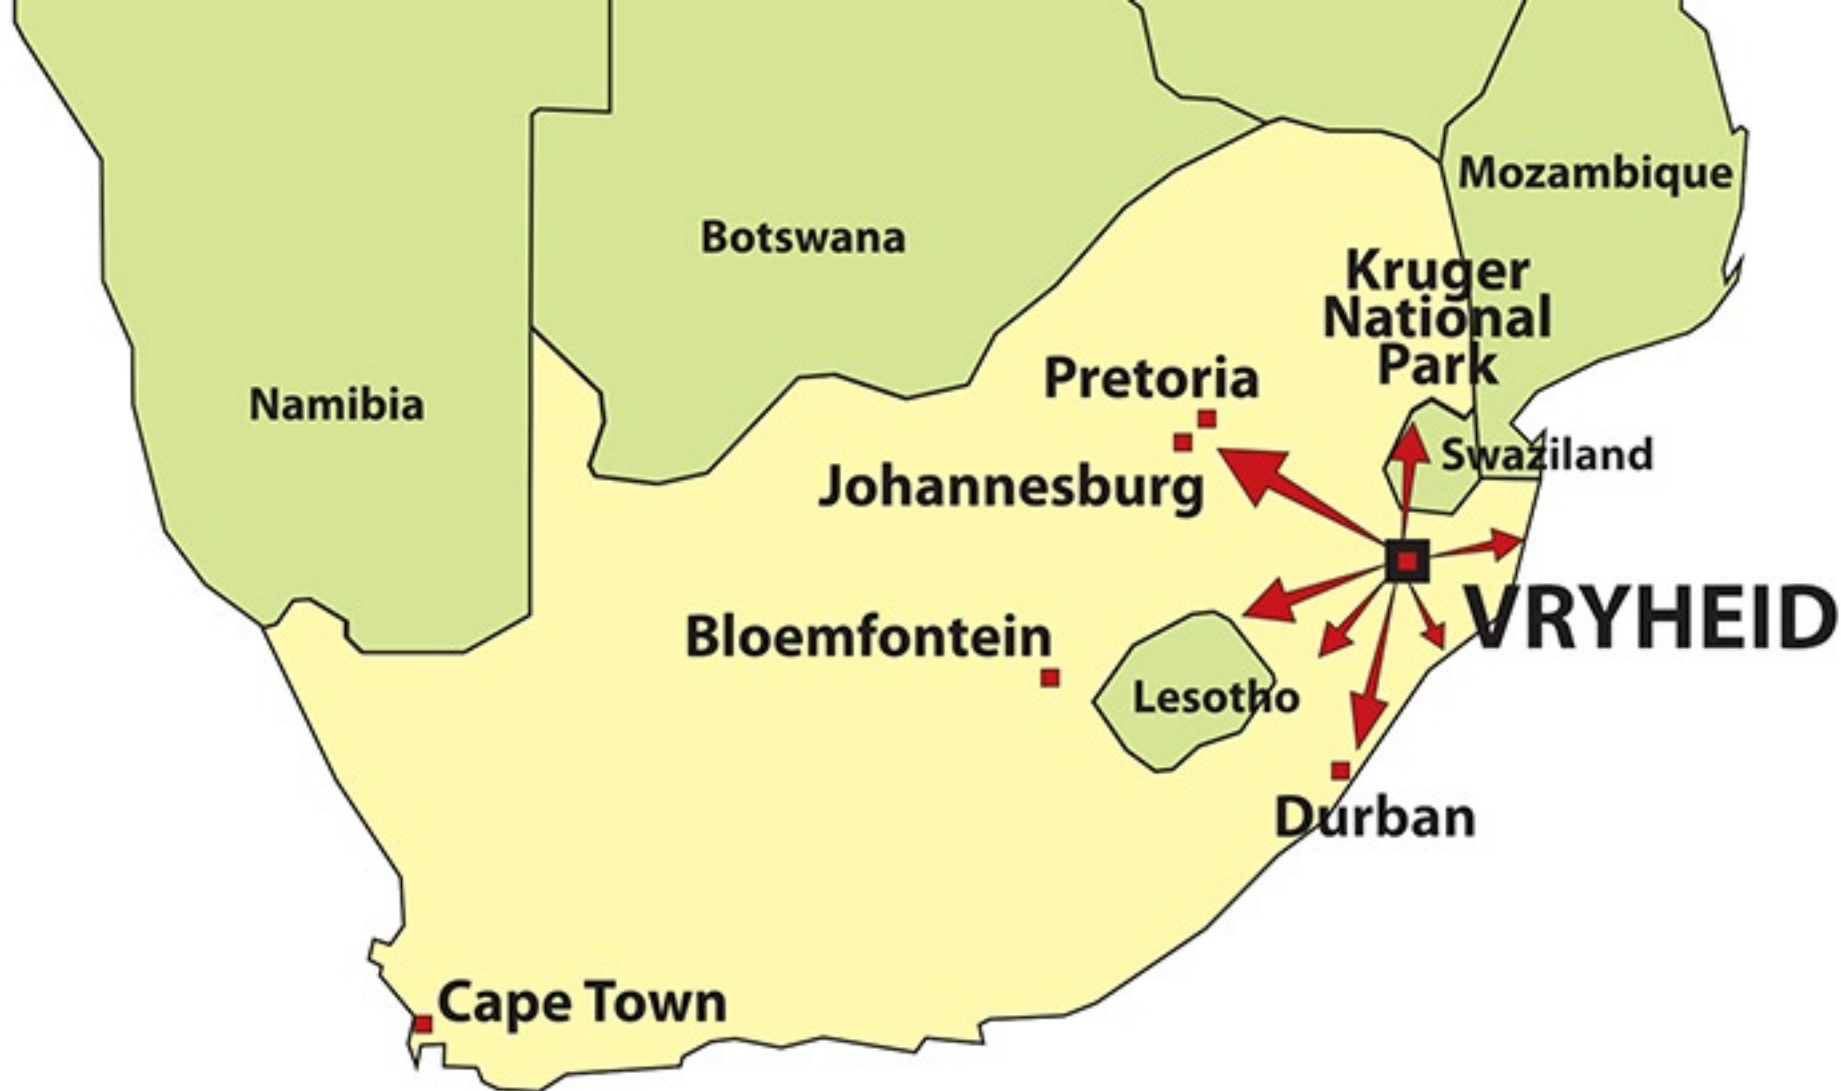 Mozambique
Botswana
Kruger
National
Park
Pretoria
Namibia
Swaziland
Johannesburg
VRYHEID
Bloemfontein
Lesotho
Durban
Cape Town